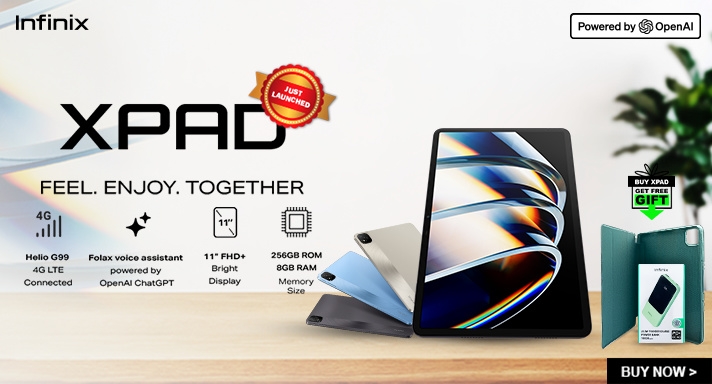 Infinix
Powered by OpenAI
JUST
LAUNCHED
XPAD
FEEL. ENJOY. TOGETHER
4G
11"
Helio G99
4G LTE
Connected
Folax voice assistant
powered by
OpenAI ChatGPT
11" FHD+
Bright
Display
256GB ROM
8GB RAM
Memory
Size
BUY XPAD
GET FREE
GIFT
Infinix
BUY NOW >